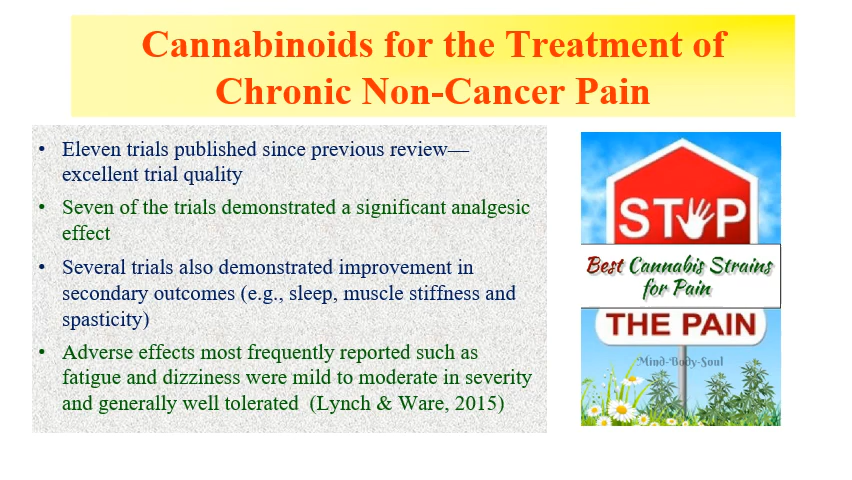 Cannabinoids for the Treatment of
Chronic Non-Cancer Pain
• Eleven trials published since previous review—
excellent trial quality
• Seven of the trials demonstrated a significant analgesic
effect
• Several trials also demonstrated improvement in
secondary outcomes (e.g., sleep, muscle stiffness and
spasticity)
• Adverse effects most frequently reported such as
fatigue and dizziness were mild to moderate in severity
and generally well tolerated (Lynch & Ware, 2015)
STOP
Best Cannabis Strains
for Pain
THE PAIN
Mind-Body-Soul